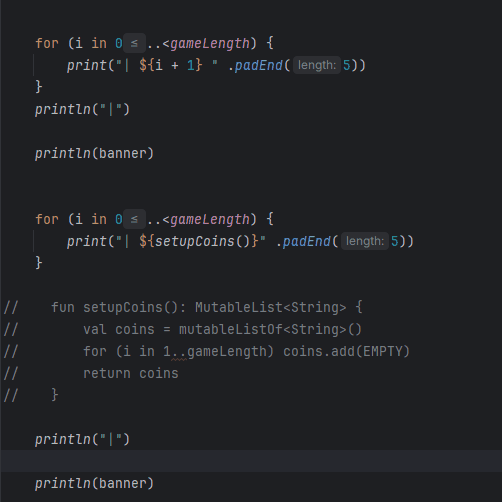 for (i in 0 ≤ ..<gameLength) {
    print("| ${i + 1} " .padEnd( length: 5))
}
println("|")
println(banner)
for (i in 0 ≤ ..<gameLength) {
    print("| ${setupCoins()}" .padEnd( length: 5))
}
//    fun setupCoins(): MutableList<String> {
//        val coins = mutableListOf<String>()
//        for (i in 1..gameLength) coins.add(EMPTY)
//        return coins
//    }
println("|")
println(banner)